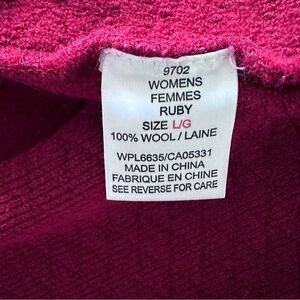 9702
WOMENS
FEMMES
RUBY
SIZE L/G
100% WOOL / LAINE
WPL6635/CA05331
MADE IN CHINA
FABRIQUE EN CHINE
SEE REVERSE FOR CARE